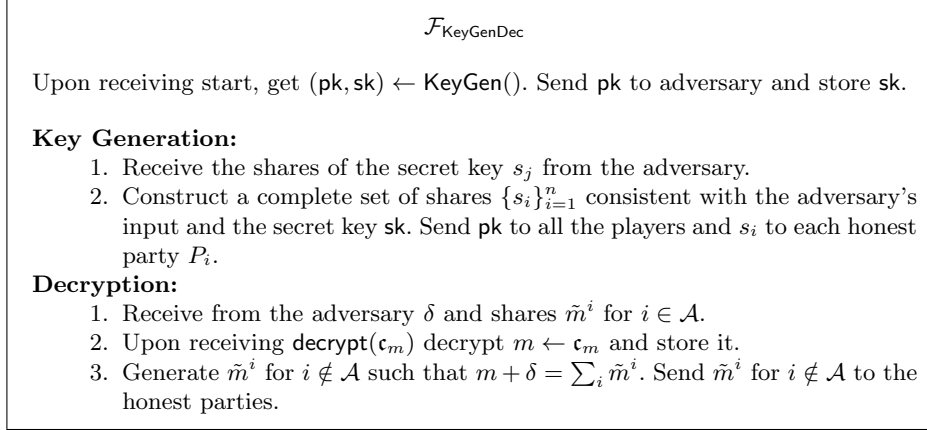 𝓕KeyGenDec
Upon receiving start, get (pk, sk) ← KeyGen(). Send pk to adversary and store sk.
Key Generation:
1. Receive the shares of the secret key s_j from the adversary.
2. Construct a complete set of shares {s_i}_{i=1}^n consistent with the adversary's
input and the secret key sk. Send pk to all the players and s_i to each honest
party P_i.
Decryption:
1. Receive from the adversary δ and shares m̃^i for i ∈ 𝒜.
2. Upon receiving decrypt(𝔠_m) decrypt m ← 𝔠_m and store it.
3. Generate m̃^i for i ∉ 𝒜 such that m + δ = ∑_i m̃^i. Send m̃^i for i ∉ 𝒜 to the
honest parties.